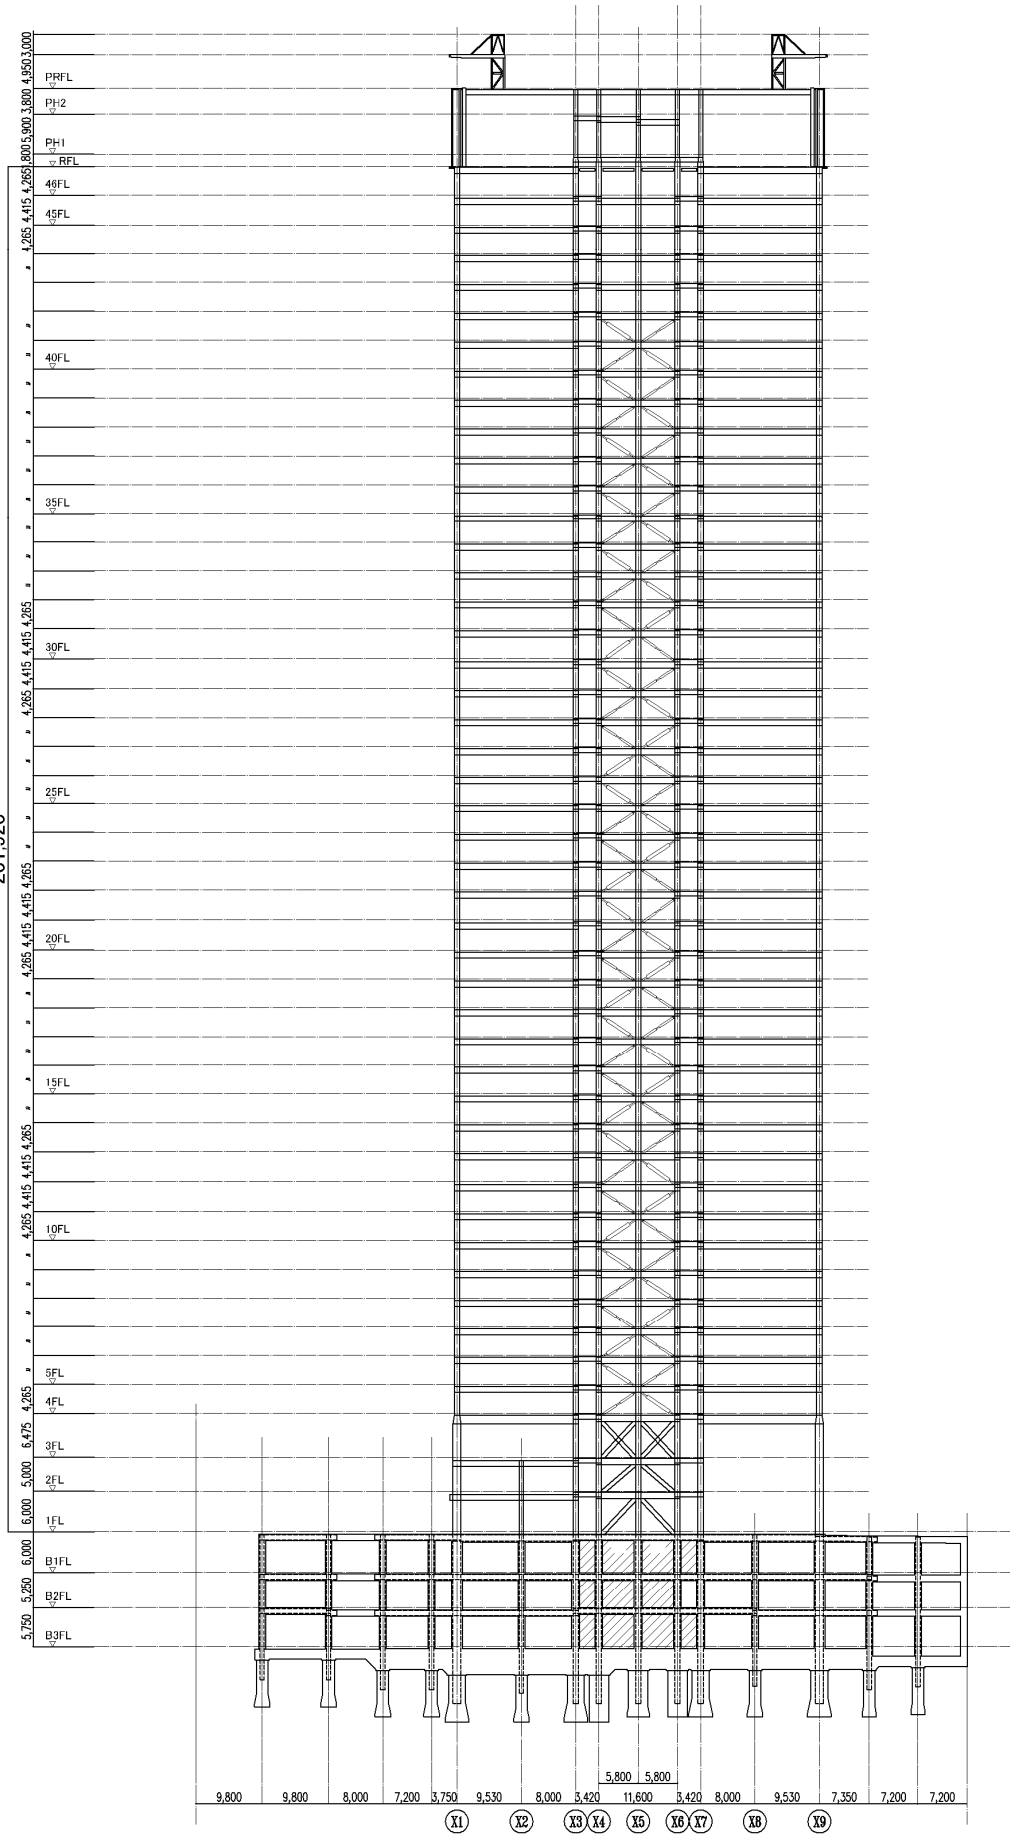 3,000
4,950
PRFL
3,800
PH2
5,900
PH1
RFL
4,265
46FL
4,415
45FL
4,265
〃
〃
〃
40FL
〃
〃
〃
〃
35FL
〃
〃
〃
〃
4,265
4,415
30FL
4,415
4,265
〃
〃
〃
25FL
〃
〃
4,265
4,415
4,415
20FL
4,265
〃
〃
〃
〃
15FL
〃
4,265
4,415
4,415
4,265
10FL
〃
〃
〃
〃
〃
5FL
4,265
4FL
6,475
3FL
5,000
2FL
6,000
1FL
6,000
B1FL
5,250
B2FL
5,750
B3FL
5,800 5,800
9,800 9,800 8,000 7,200 3,750 9,530 8,000 3,420 11,600 3,420 8,000 9,530 7,350 7,200 7,200
X1 X2 X3 X4 X5 X6 X7 X8 X9